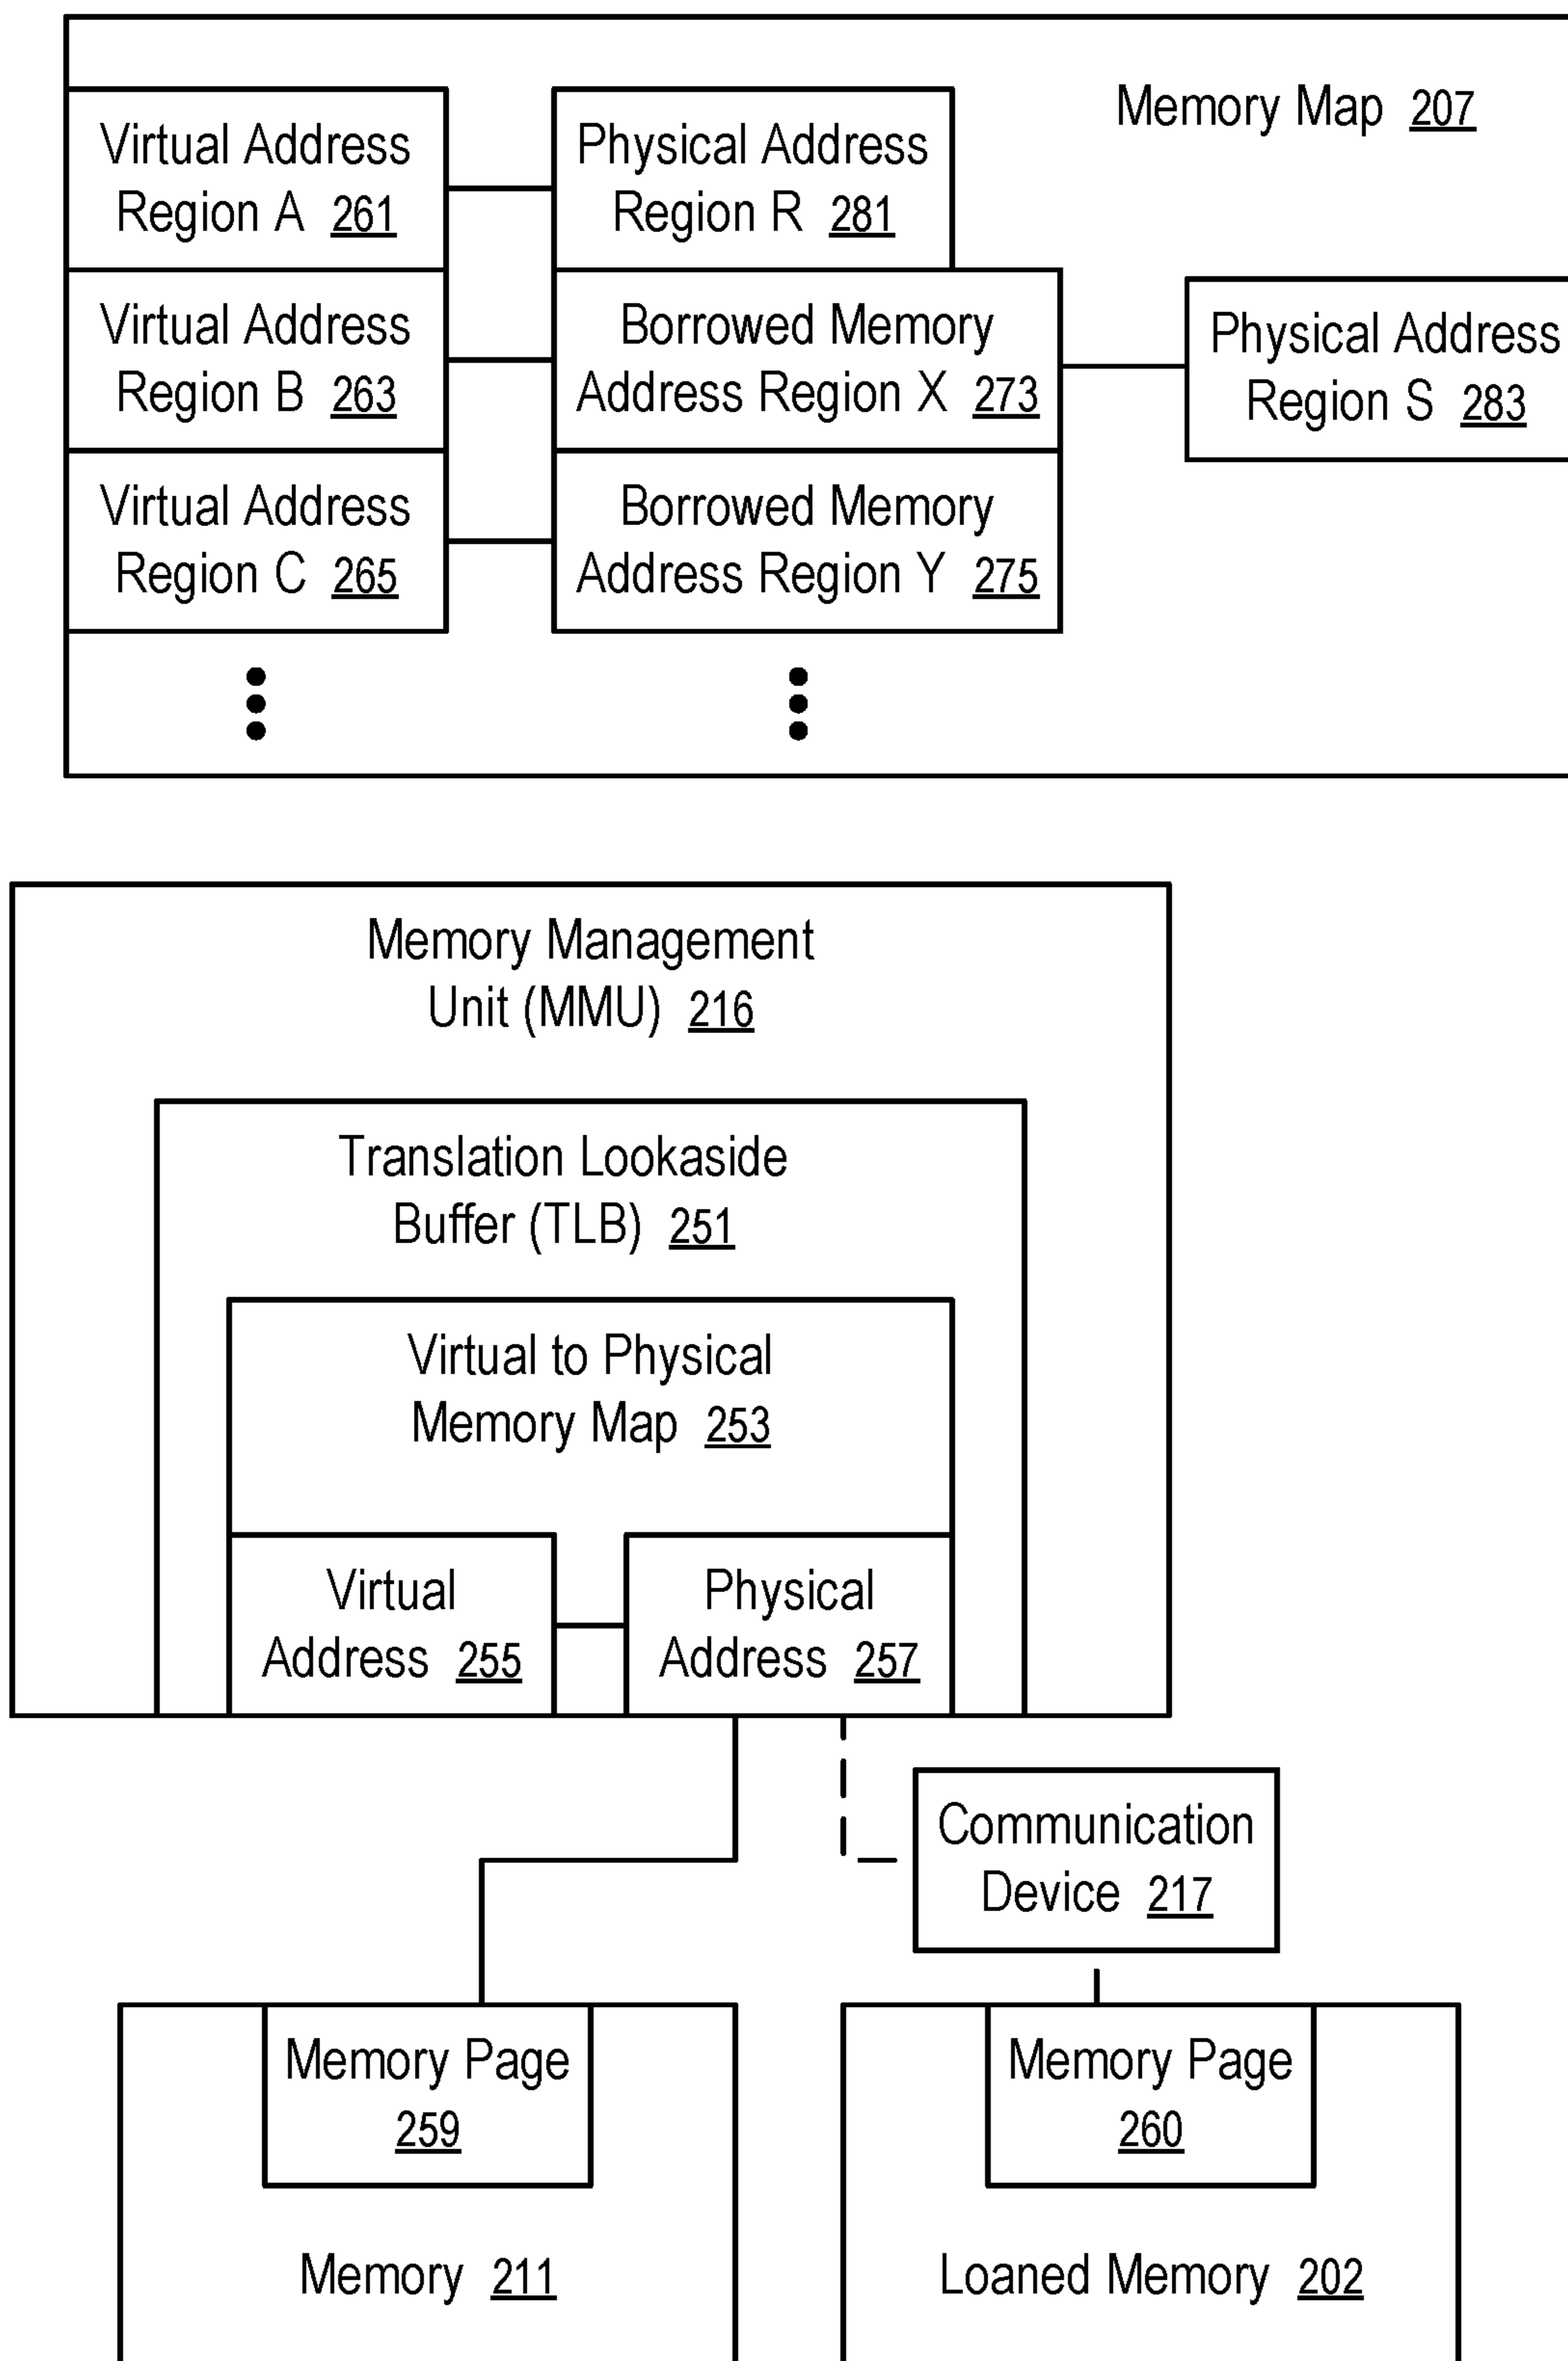 Memory Map 207
Virtual Address
Region A 261
Physical Address
Region R 281
Virtual Address
Region B 263
Borrowed Memory
Address Region X 273
Physical Address
Region S 283
Virtual Address
Region C 265
Borrowed Memory
Address Region Y 275
Memory Management
Unit (MMU) 216
Translation Lookaside
Buffer (TLB) 251
Virtual to Physical
Memory Map 253
Virtual
Address 255
Physical
Address 257
Communication
Device 217
Memory Page
259
Memory Page
260
Memory 211
Loaned Memory 202